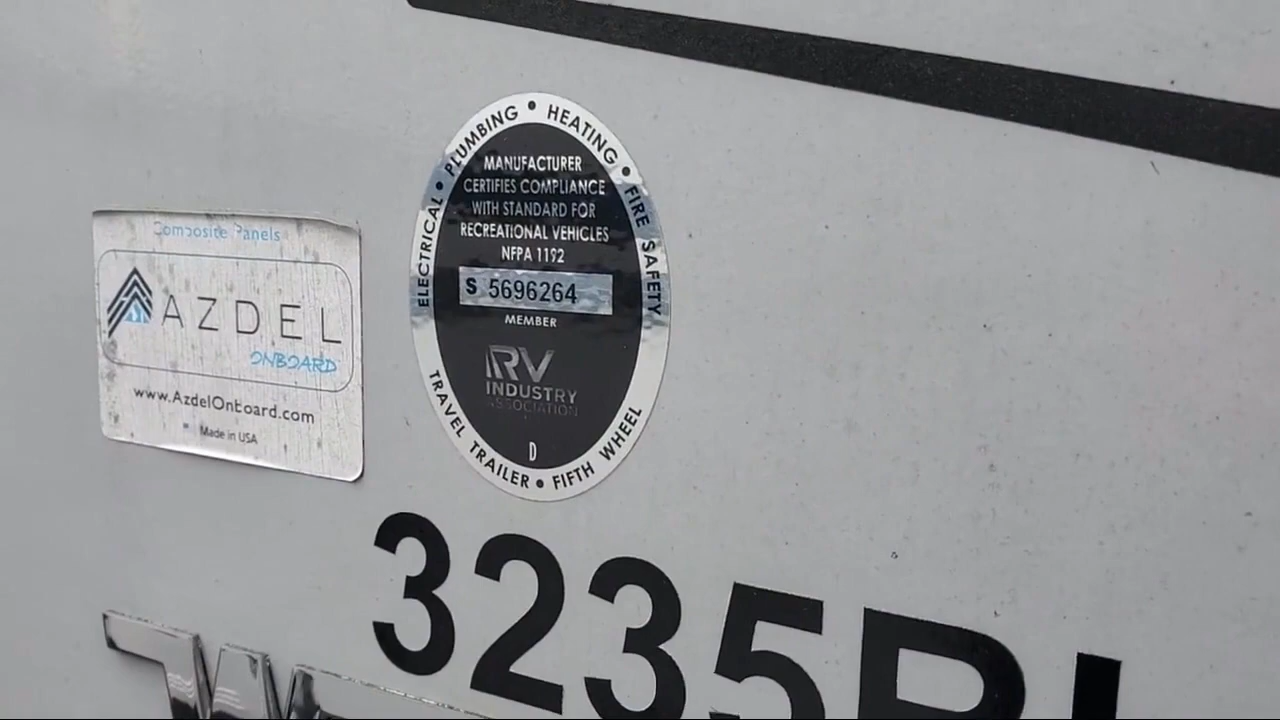 Composite Panels
AZDEL
ONBOARD
www.AzdelOnboard.com
Made in USA
ELECTRICAL • PLUMBING • HEATING • FIRE SAFETY
MANUFACTURER
CERTIFIES COMPLIANCE
WITH STANDARD FOR
RECREATIONAL VEHICLES
NFPA 1192
S 5696264
MEMBER
RV
INDUSTRY
ASSOCIATION
D
TRAVEL TRAILER • FIFTH WHEEL
3235